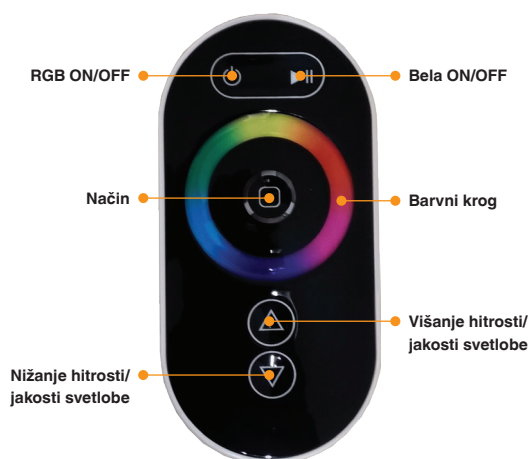 RGB ON/OFF
Bela ON/OFF
Način
Barvni krog
Višanje hitrosti/
jakosti svetlobe
Nižanje hitrosti/
jakosti svetlobe